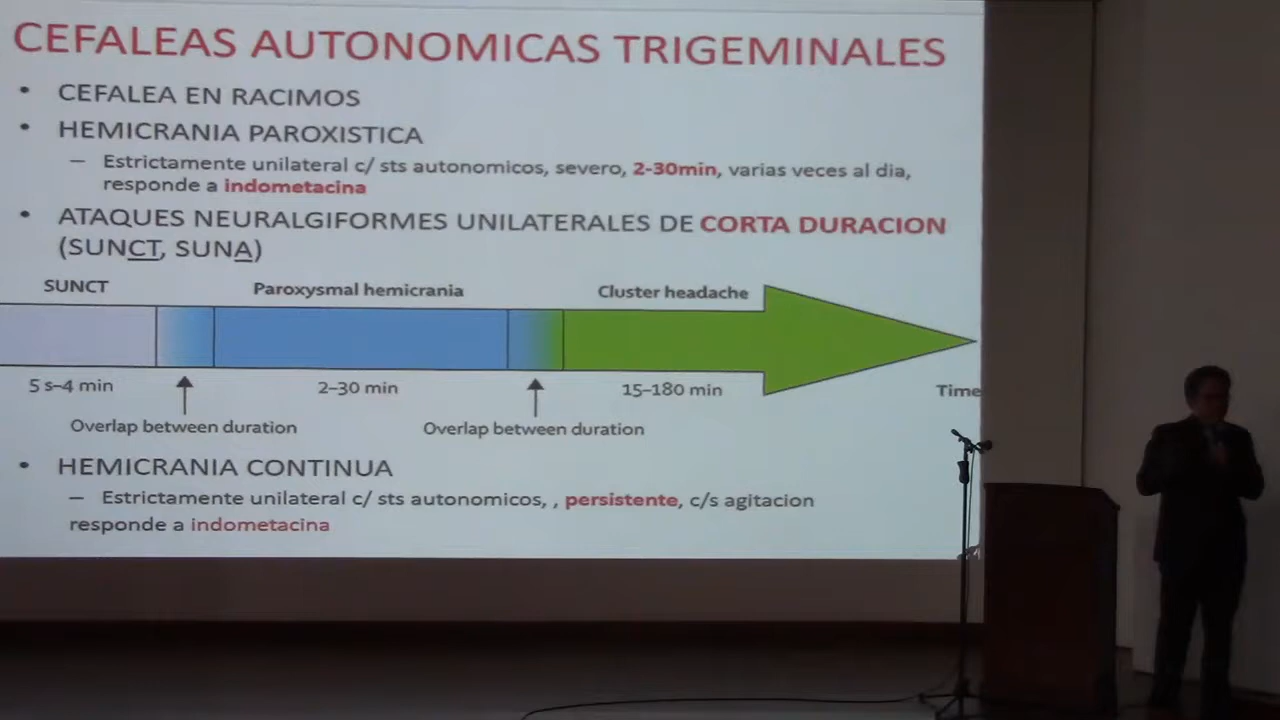 CEFALEAS AUTONOMICAS TRIGEMINALES
• CEFALEA EN RACIMOS
• HEMICRANIA PAROXISTICA
– Estrictamente unilateral c/ sts autonomicos, severo, 2-30min, varias veces al dia,
responde a indometacina
• ATAQUES NEURALGIFORMES UNILATERALES DE CORTA DURACION
(SUNCT, SUNA)
SUNCT Paroxysmal hemicrania Cluster headache
5 s–4 min 2–30 min 15–180 min Time
Overlap between duration Overlap between duration
• HEMICRANIA CONTINUA
– Estrictamente unilateral c/ sts autonomicos, , persistente, c/s agitacion
responde a indometacina